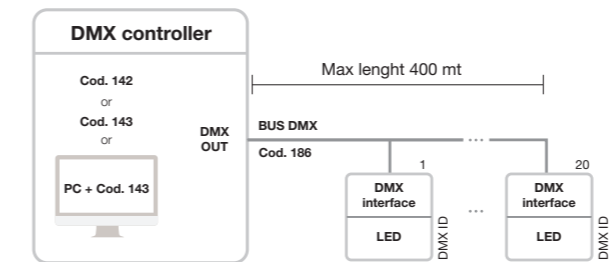 DMX controller
Cod. 142
or
Cod. 143
or
PC + Cod. 143
DMX
OUT
Max lenght 400 mt
BUS DMX
Cod. 186
...
1
DMX
interface
LED
DMX ID
...
20
DMX
interface
LED
DMX ID